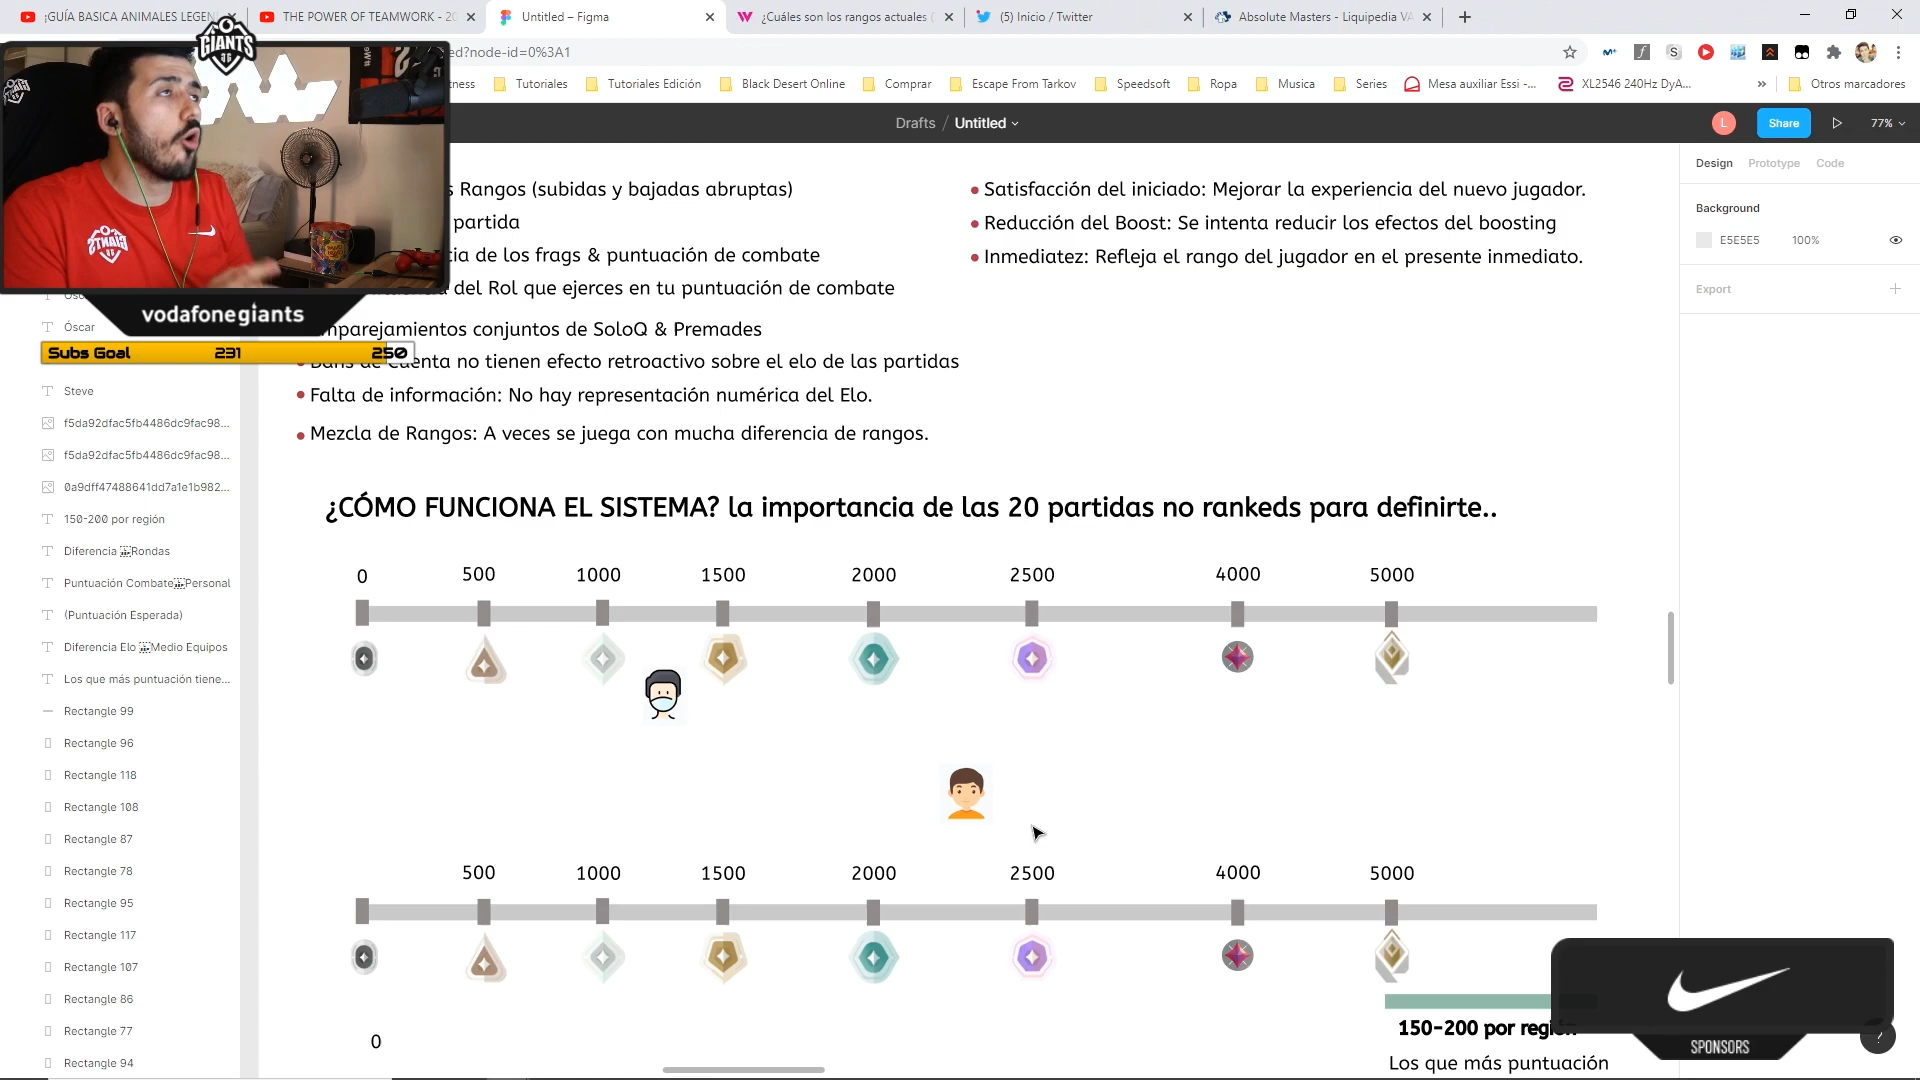 ¡GUÍA BASICA ANIMALES LEGEN
THE POWER OF TEAMWORK - 20
Untitled – Figma
¿Cuáles son los rangos actuales
(5) Inicio / Twitter
Absolute Masters - Liquipedia VA
ed?node-id=0%3A1
tness
Tutoriales
Tutoriales Edición
Black Desert Online
Comprar
Escape From Tarkov
Speedsoft
Ropa
Musica
Series
Mesa auxiliar Essi -...
XL2546 240Hz DyA...
»
Otros marcadores
Drafts / Untitled
L
Share
77%
GIANTS
Design
Prototype
Code
Background
E5E5E5
100%
Export
Rangos (subidas y bajadas abruptas)
partida
cia de los frags & puntuación de combate
del Rol que ejerces en tu puntuación de combate
mparejamientos conjuntos de SoloQ & Premades
Bans de Cuenta no tienen efecto retroactivo sobre el elo de las partidas
Falta de información: No hay representación numérica del Elo.
Mezcla de Rangos: A veces se juega con mucha diferencia de rangos.
Satisfacción del iniciado: Mejorar la experiencia del nuevo jugador.
Reducción del Boost: Se intenta reducir los efectos del boosting
Inmediatez: Refleja el rango del jugador en el presente inmediato.
vodafonegiants
Subs Goal 231 250
Óscar
Steve
f5da92dfac5fb4486dc9fac98...
f5da92dfac5fb4486dc9fac98...
0a9dff47488641dd7a1e1b982...
150-200 por región
Diferencia Rondas
Puntuación Combate Personal
(Puntuación Esperada)
Diferencia Elo Medio Equipos
Los que más puntuación tiene...
Rectangle 99
Rectangle 96
Rectangle 118
Rectangle 108
Rectangle 87
Rectangle 78
Rectangle 95
Rectangle 117
Rectangle 107
Rectangle 86
Rectangle 77
Rectangle 94
¿CÓMO FUNCIONA EL SISTEMA? la importancia de las 20 partidas no rankeds para definirte..
0 500 1000 1500 2000 2500 4000 5000
500 1000 1500 2000 2500 4000 5000
0
150-200 por regi
Los que más puntuación
SPONSORS
?